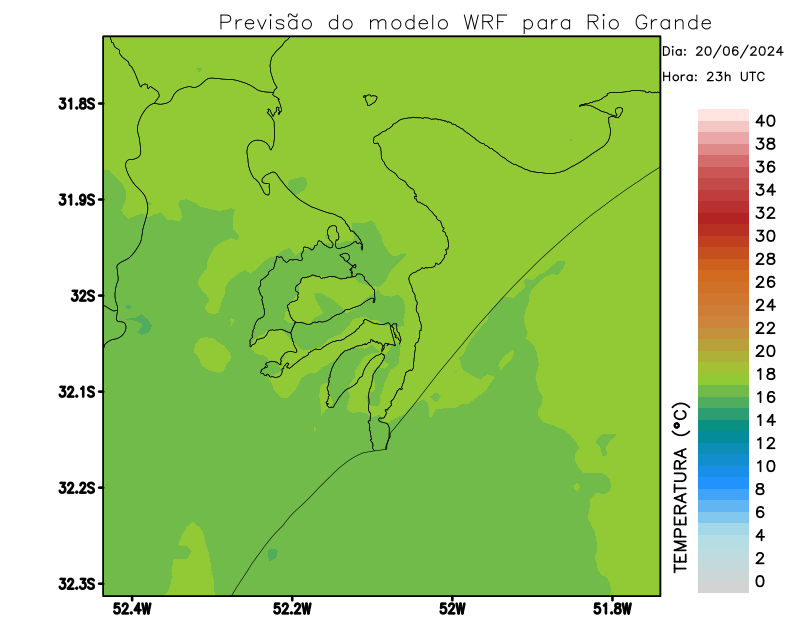 Previsão do modelo WRF para Rio Grande
Dia: 20/06/2024
Hora: 23h UTC
31.8S
31.9S
32S
32.1S
32.2S
32.3S
52.4W
52.2W
52W
51.8W
40
38
36
34
32
30
28
26
24
22
20
18
16
14
12
10
8
6
4
2
0
TEMPERATURA (°C)